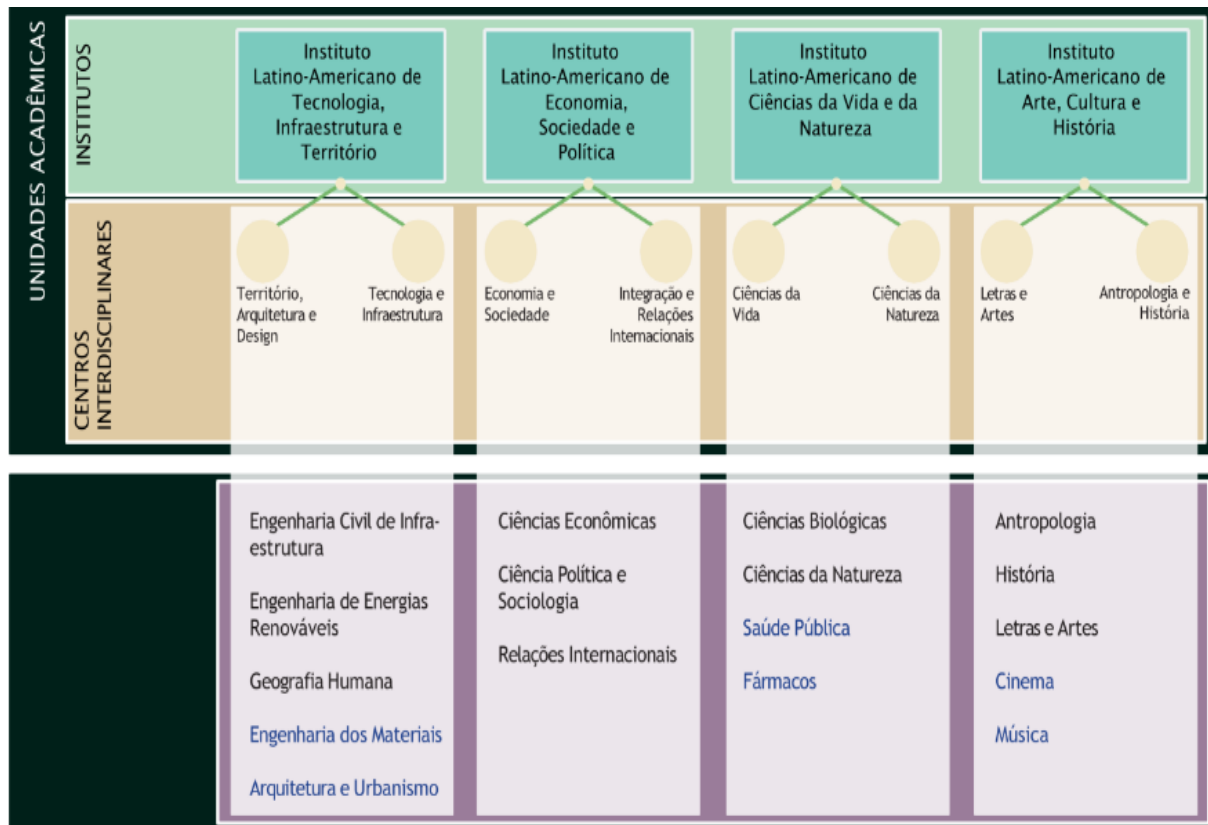 UNIDADES ACADÊMICAS
INSTITUTOS
Instituto
Latino-Americano de
Tecnologia,
Infraestrutura e
Território
Instituto
Latino-Americano de
Economia,
Sociedade e
Política
Instituto
Latino-Americano de
Ciências da Vida e da
Natureza
Instituto
Latino-Americano de
Arte, Cultura e
História
CENTROS
INTERDISCIPLINARES
Território,
Arquitetura e
Design
Tecnologia e
Infraestrutura
Economia e
Sociedade
Integração e
Relações
Internacionais
Ciências da
Vida
Ciências da
Natureza
Letras e
Artes
Antropologia e
História
Engenharia Civil de Infra-
estrutura
Engenharia de Energias
Renováveis
Geografia Humana
Engenharia dos Materiais
Arquitetura e Urbanismo
Ciências Econômicas
Ciência Política e
Sociologia
Relações Internacionais
Ciências Biológicas
Ciências da Natureza
Saúde Pública
Fármacos
Antropologia
História
Letras e Artes
Cinema
Música